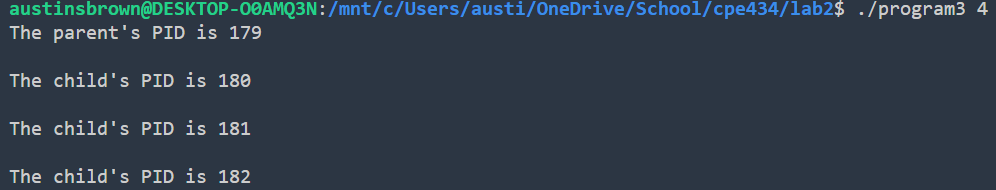 austinsbrown@DESKTOP-O0AMQ3N:/mnt/c/Users/austi/OneDrive/School/cpe434/lab2$ ./program3 4
The parent's PID is 179
The child's PID is 180
The child's PID is 181
The child's PID is 182